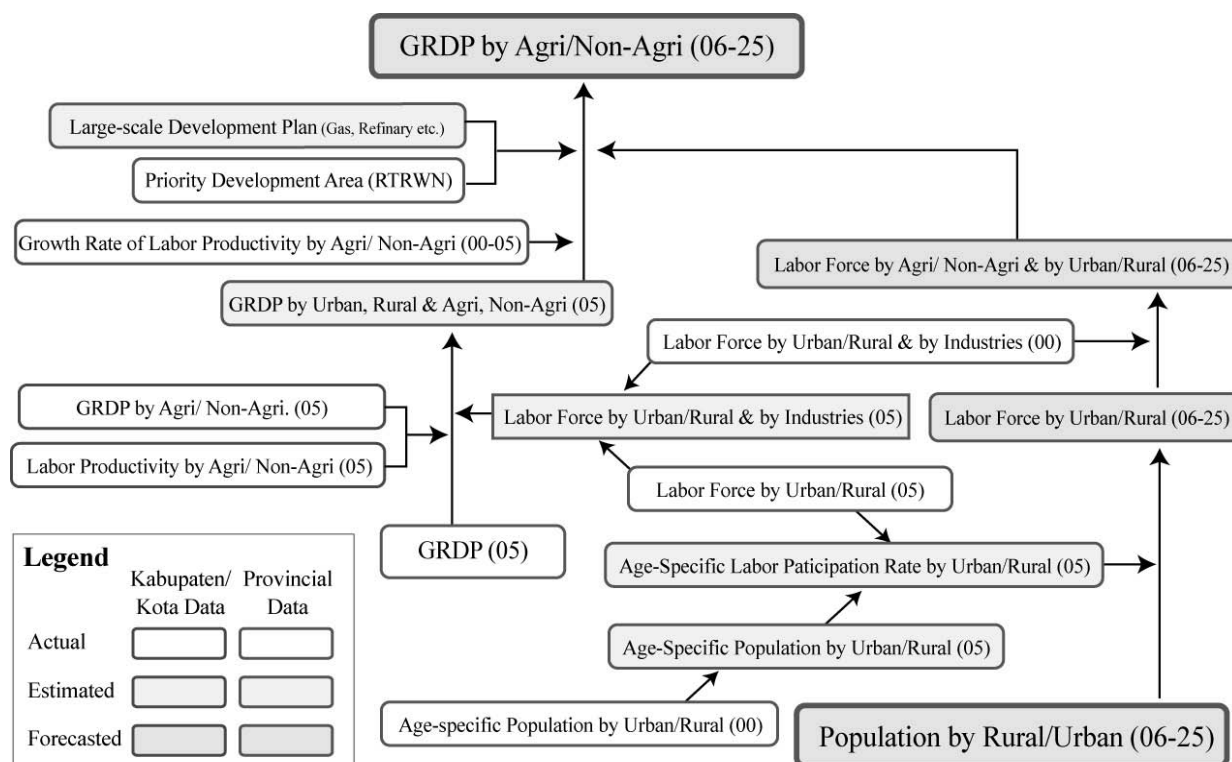 GRDP by Agri/Non-Agri (06-25)
Large-scale Development Plan (Gas, Refinary etc.)
Priority Development Area (RTRWN)
Growth Rate of Labor Productivity by Agri/ Non-Agri (00-05)
Labor Force by Agri/ Non-Agri & by Urban/Rural (06-25)
GRDP by Urban, Rural & Agri, Non-Agri (05)
Labor Force by Urban/Rural & by Industries (00)
GRDP by Agri/ Non-Agri. (05)
Labor Force by Urban/Rural & by Industries (05)
Labor Force by Urban/Rural (06-25)
Labor Productivity by Agri/ Non-Agri (05)
Labor Force by Urban/Rural (05)
GRDP (05)
Age-Specific Labor Paticipation Rate by Urban/Rural (05)
Age-Specific Population by Urban/Rural (05)
Age-specific Population by Urban/Rural (00)
Population by Rural/Urban (06-25)
Legend
Kabupaten/
Kota Data
Provincial
Data
Actual
Estimated
Forecasted